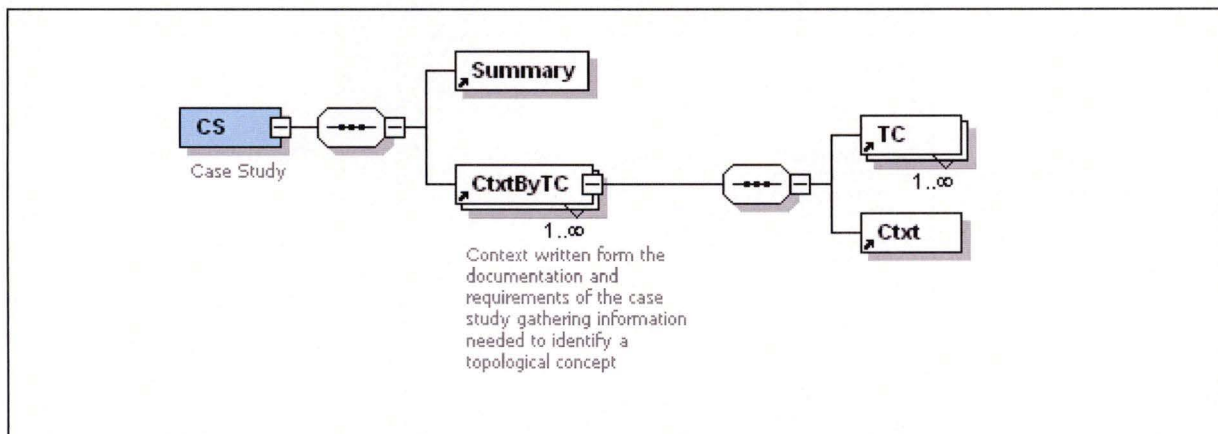 Summary
CS
Case Study
CtxtByTC
1..∞
Context written form the
documentation and
requirements of the case
study gathering information
needed to identify a
topological concept
TC
1..∞
Ctxt